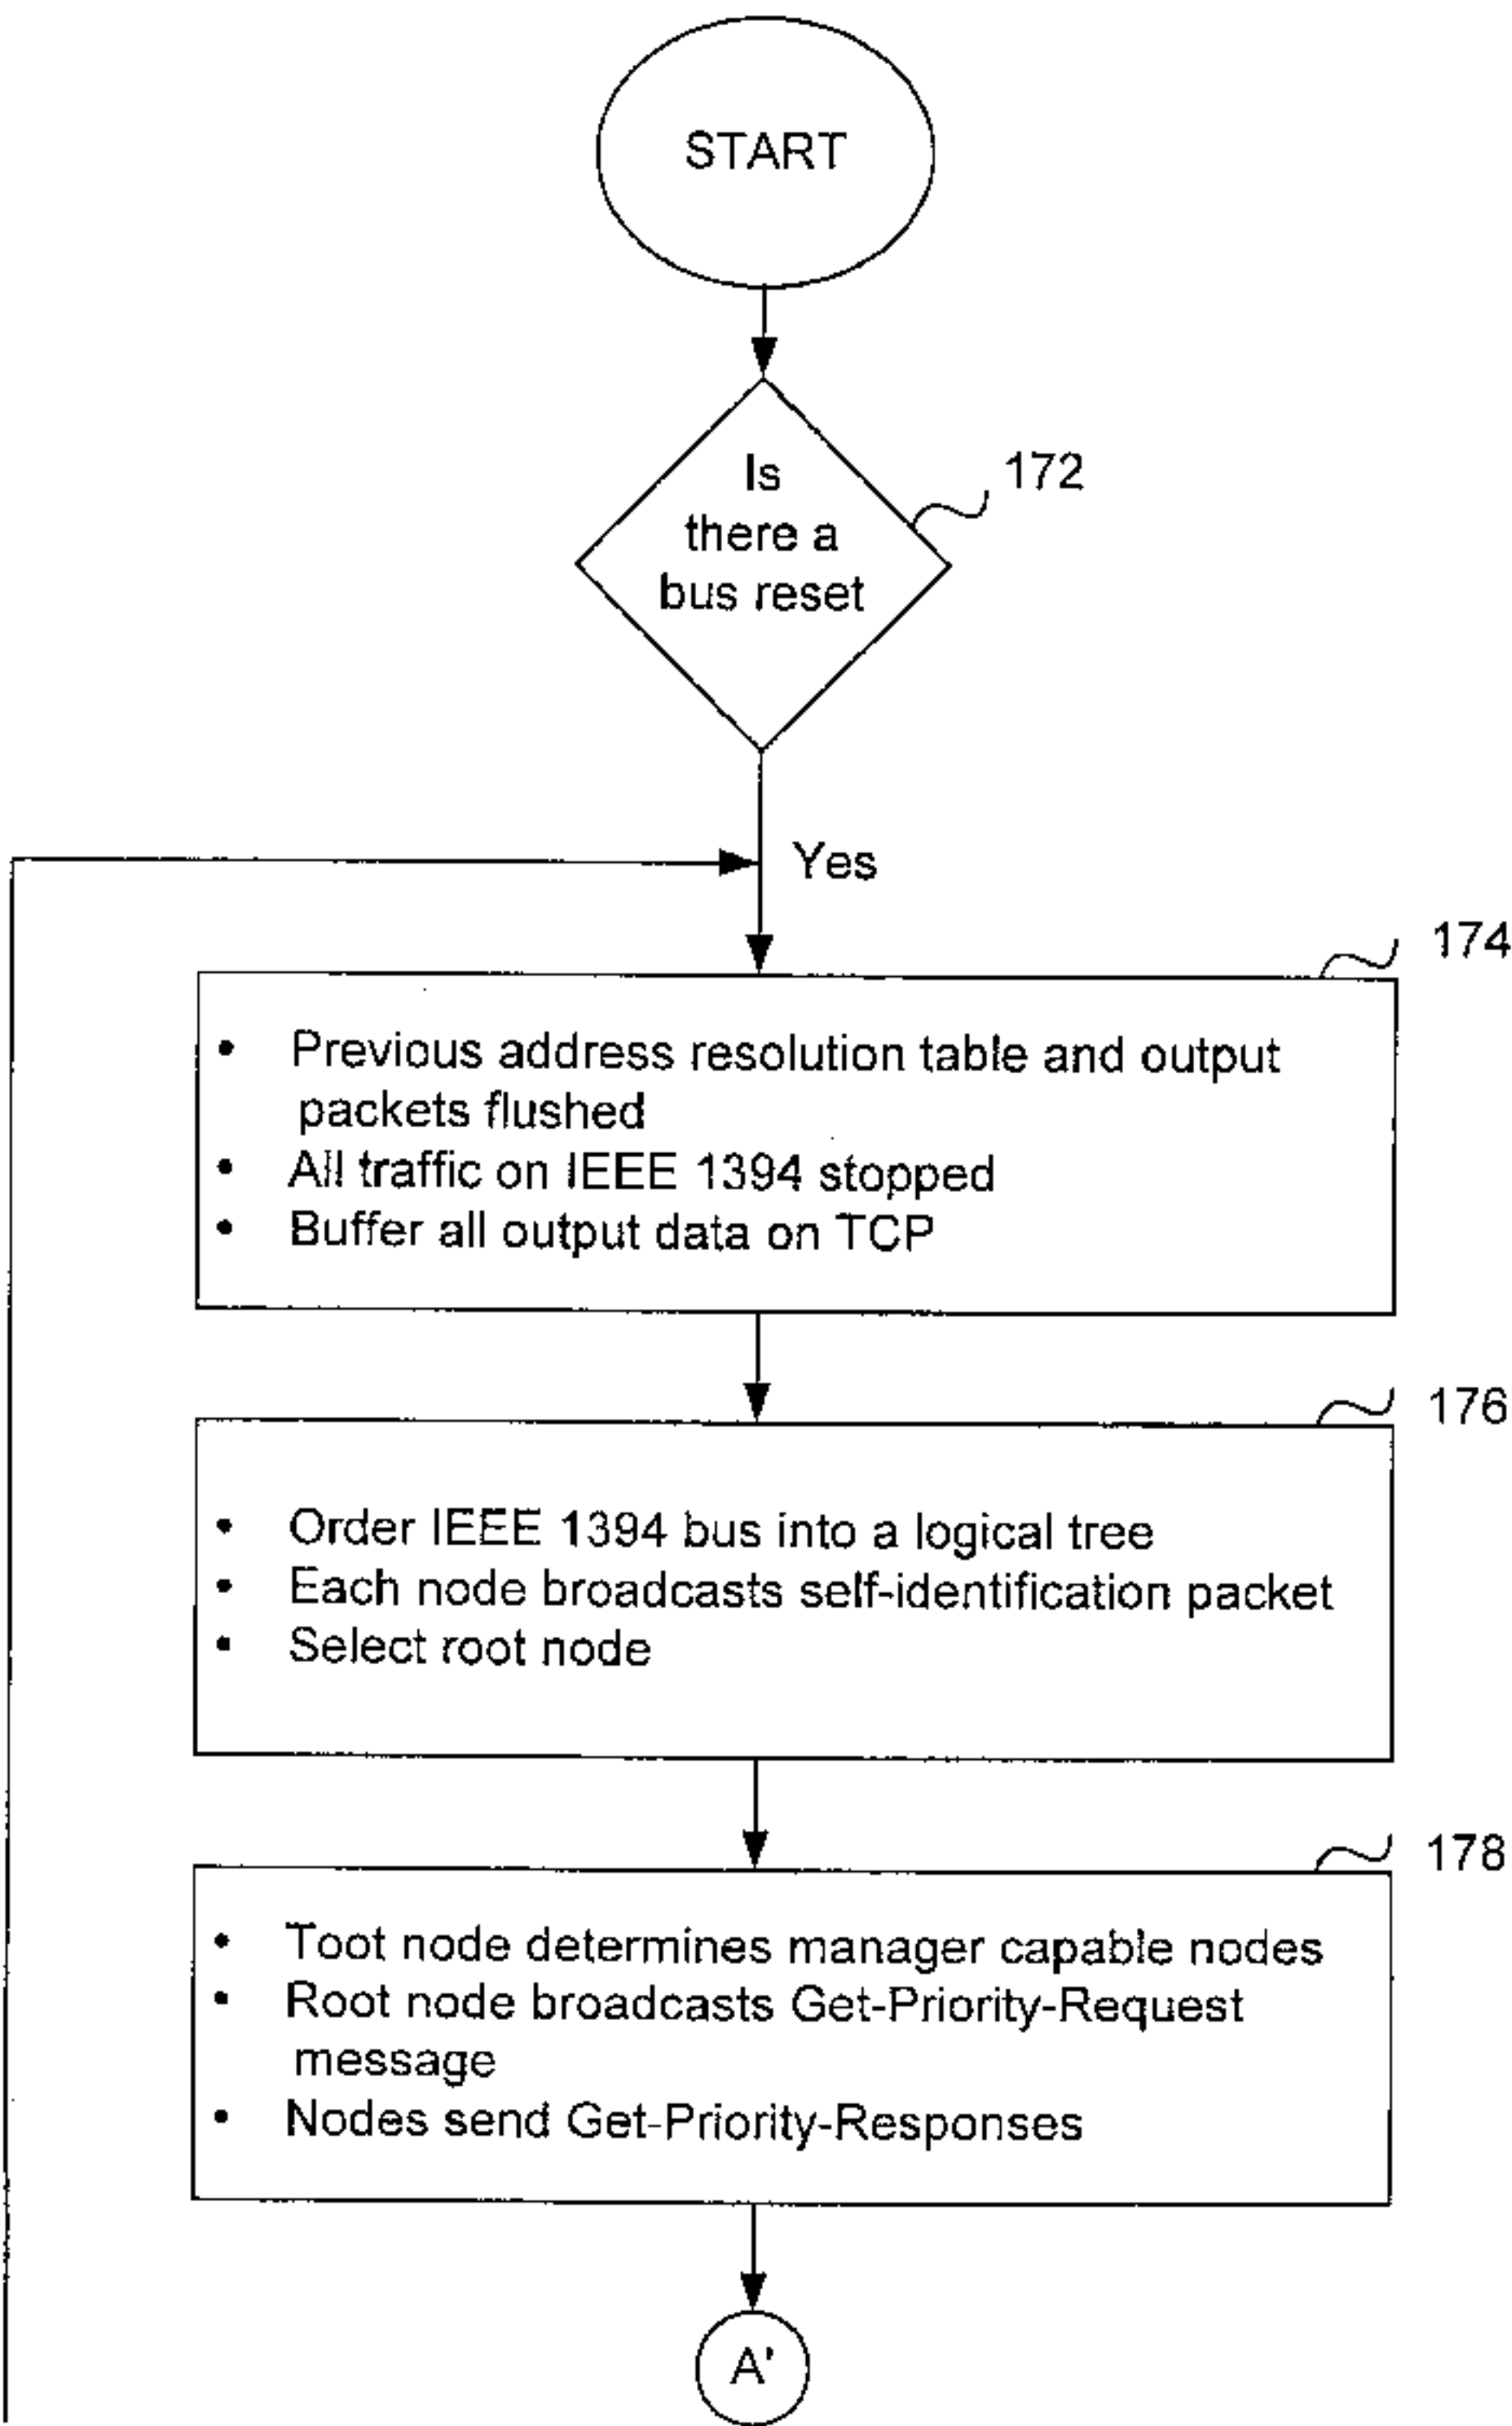 START
Is
there a
bus reset
172
Yes
174
• Previous address resolution table and output
packets flushed
• All traffic on IEEE 1394 stopped
• Buffer all output data on TCP
176
• Order IEEE 1394 bus into a logical tree
• Each node broadcasts self-identification packet
• Select root node
178
• Toot node determines manager capable nodes
• Root node broadcasts Get-Priority-Request
message
• Nodes send Get-Priority-Responses
A'